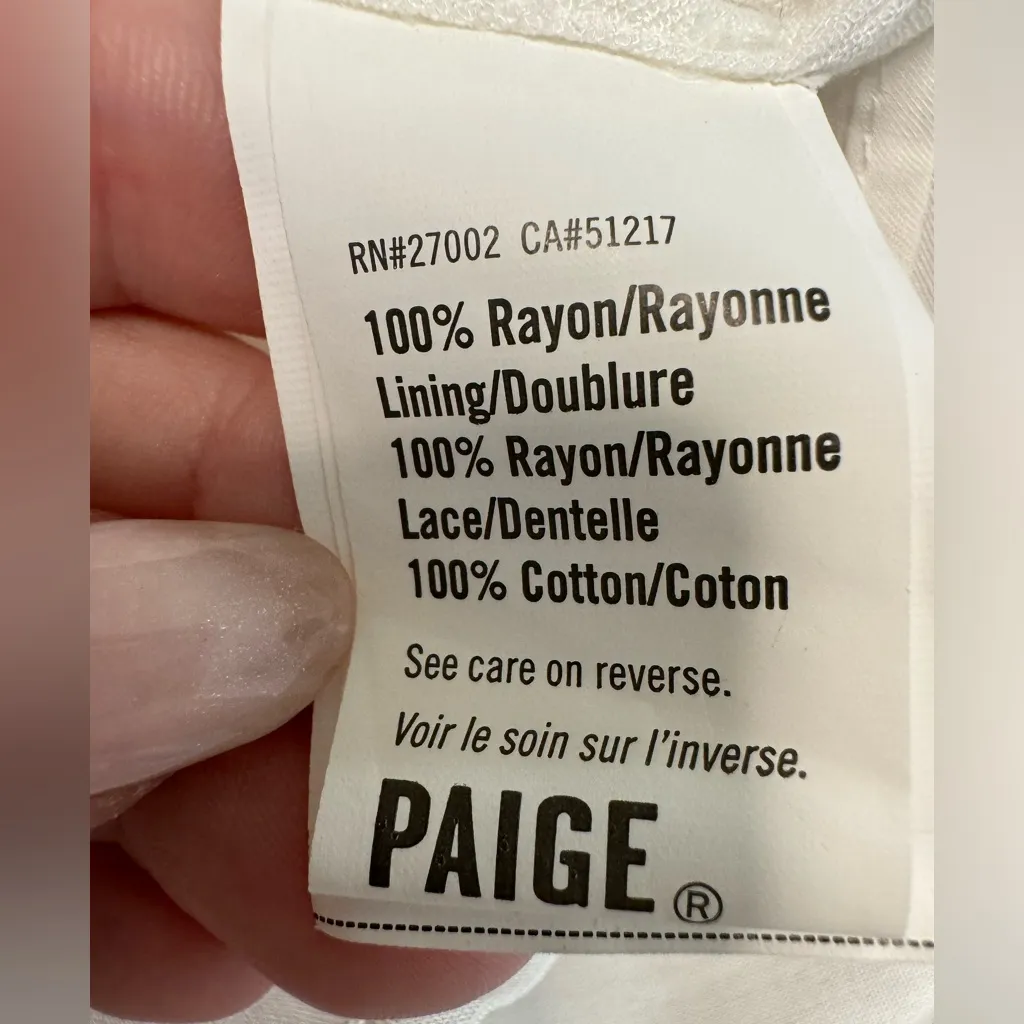 RN#27002 CA#51217
100% Rayon/Rayonne
Lining/Doublure
100% Rayon/Rayonne
Lace/Dentelle
100% Cotton/Coton
See care on reverse.
Voir le soin sur l'inverse.
PAIGE ®